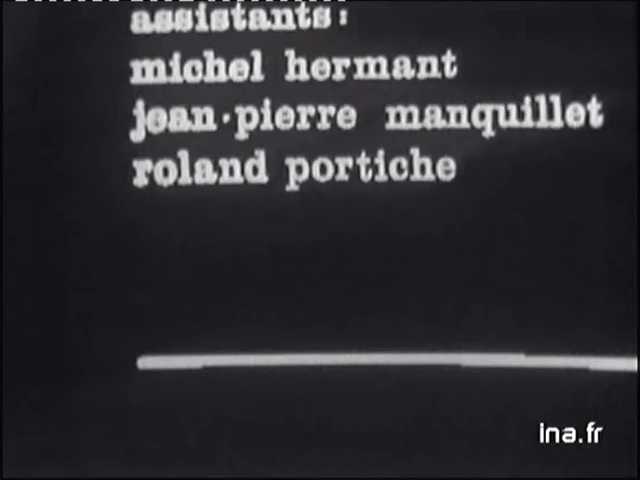 assistants:
michel hermant
jean-pierre manquillet
roland portiche
ina.fr